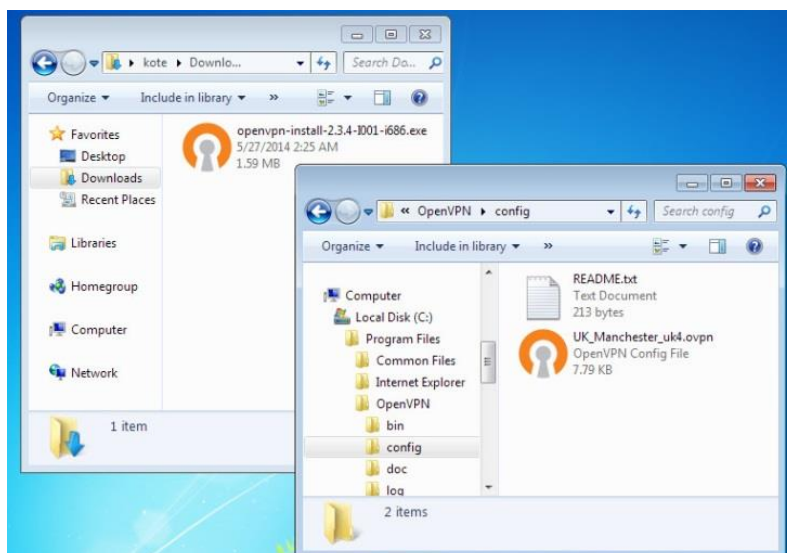 kote ▸ Downlo...
Search Do...
Organize
Include in library
»
Favorites
Desktop
Downloads
Recent Places
Libraries
Homegroup
Computer
Network
openvpn-install-2.3.4-I001-i686.exe
5/27/2014 2:25 AM
1.59 MB
1 item
« OpenVPN ▸ config
Search config
Organize
Include in library
»
Computer
Local Disk (C:)
Program Files
Common Files
Internet Explorer
OpenVPN
bin
config
doc
log
README.txt
Text Document
213 bytes
UK_Manchester_uk4.ovpn
OpenVPN Config File
7.79 KB
2 items